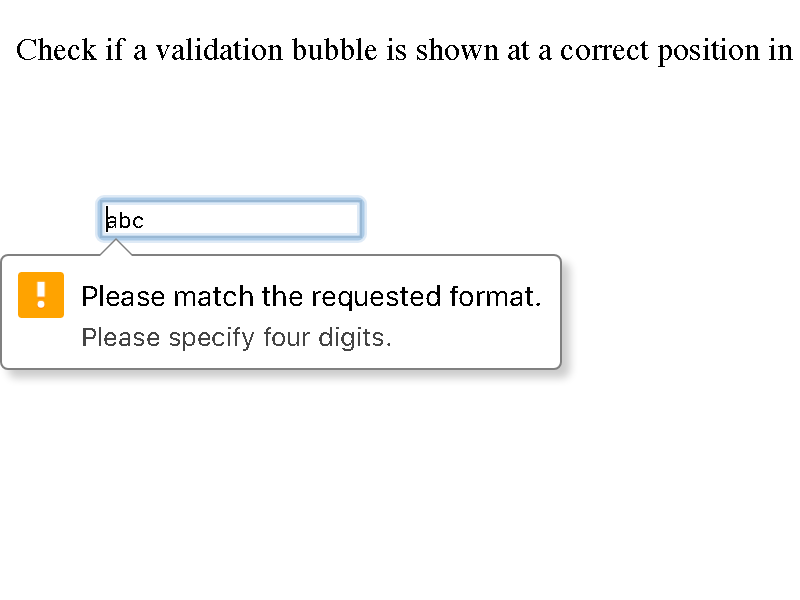 Check if a validation bubble is shown at a correct position in
abc
Please match the requested format.
Please specify four digits.